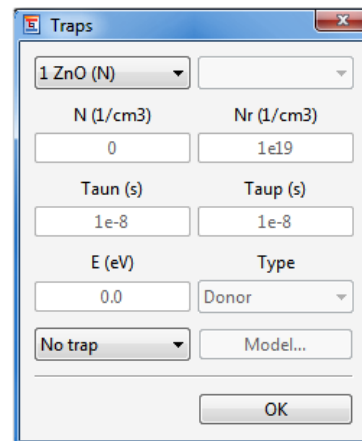 Traps
1 ZnO (N)
N (1/cm3) Nr (1/cm3)
0 1e19
Taun (s) Taup (s)
1e-8 1e-8
E (eV) Type
0.0 Donor
No trap Model...
OK